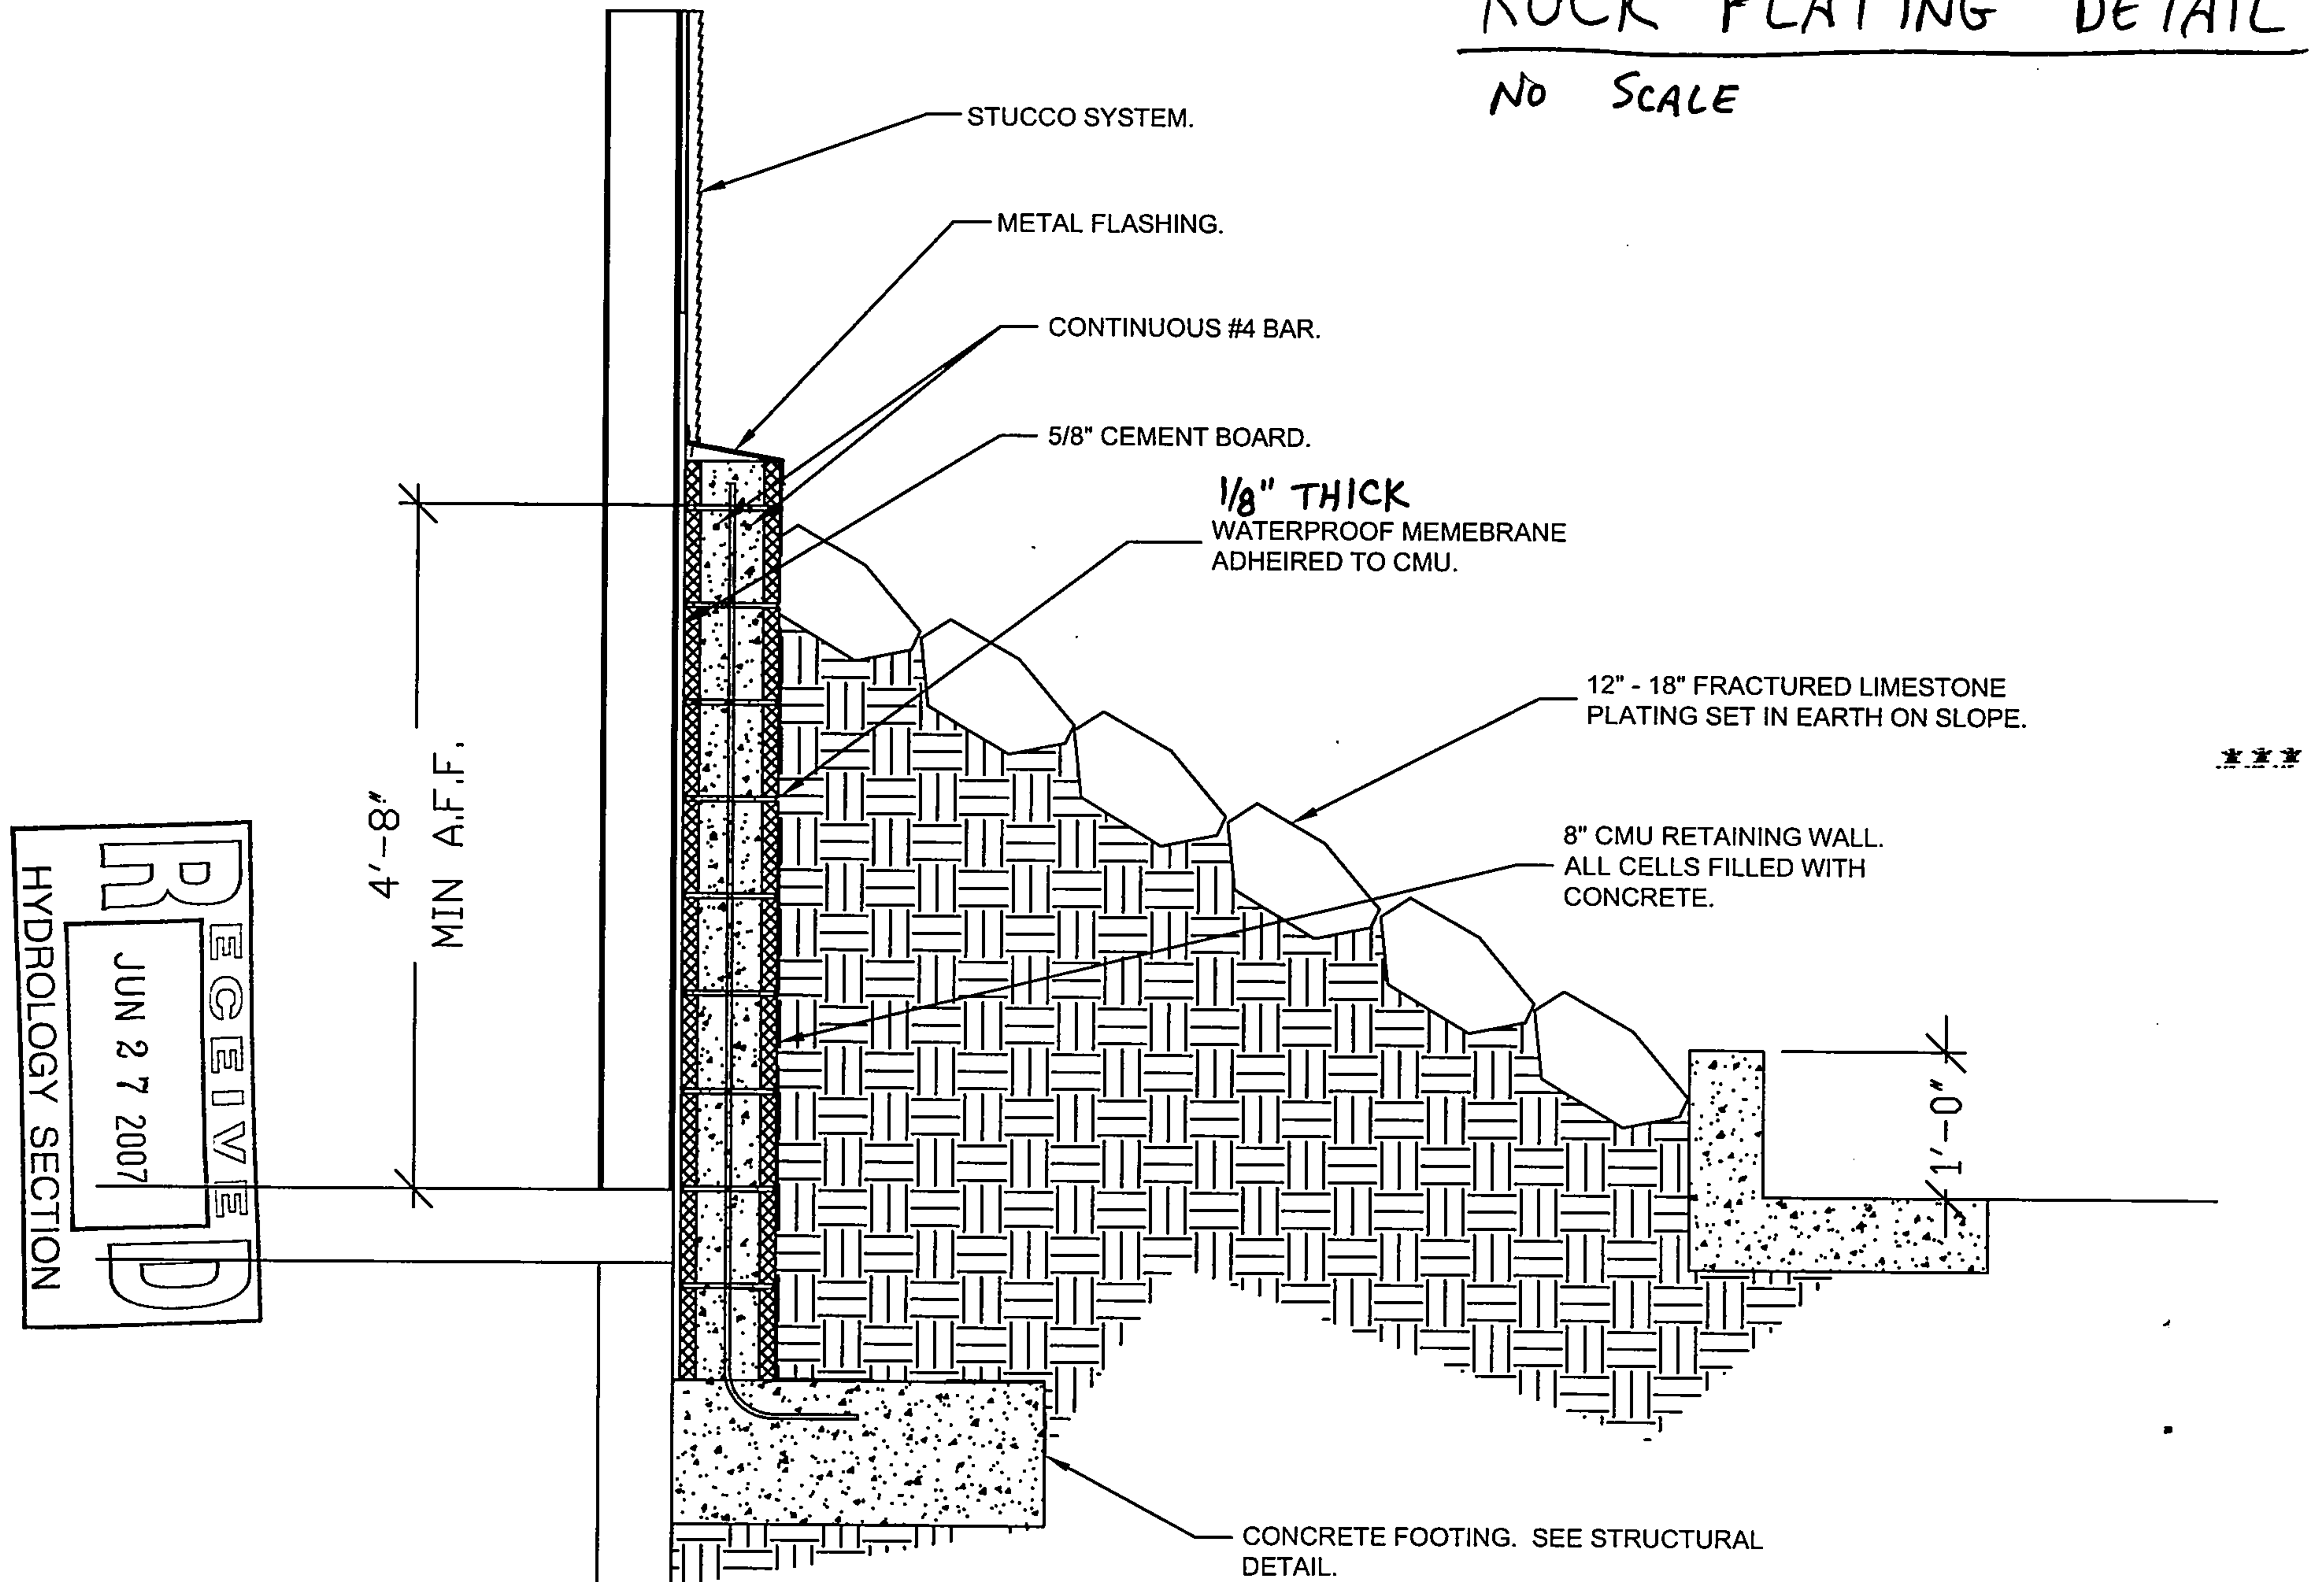 ROCK PLATING DETAIL
NO SCALE
STUCCO SYSTEM.
METAL FLASHING.
CONTINUOUS #4 BAR.
5/8" CEMENT BOARD.
1/8" THICK
WATERPROOF MEMEBRANE
ADHEIRED TO CMU.
12" - 18" FRACTURED LIMESTONE
PLATING SET IN EARTH ON SLOPE.
***
8" CMU RETAINING WALL.
ALL CELLS FILLED WITH
CONCRETE.
4'-8"
MIN A.F.F.
1'-0"
RECEIVED
JUN 27 2007
HYDROLOGY SECTION
CONCRETE FOOTING. SEE STRUCTURAL
DETAIL.